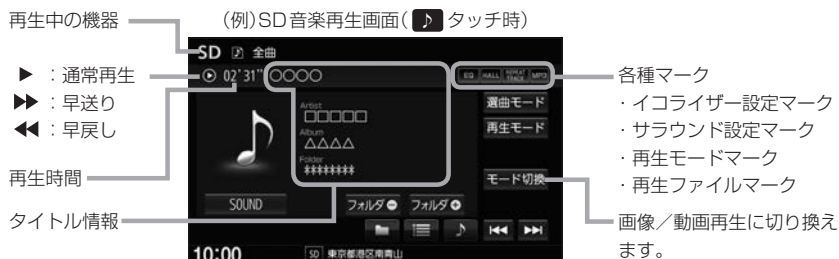 再生中の機器
(例)SD音楽再生画面( ♪ タッチ時)
▶ ：通常再生
▶▶ ：早送り
◀◀ ：早戻し
再生時間
タイトル情報
SD ♪ 全曲
02'31" ○○○○
EQ HALL REPEAT TRACK MP3
Artist
□□□□□
Album
△△△△
Folder
********
選曲モード
再生モード
モード切換
SOUND
フォルダ⊖ フォルダ⊕
10:00 SD 東京都港区南青山
各種マーク
・イコライザー設定マーク
・サラウンド設定マーク
・再生モードマーク
・再生ファイルマーク
画像／動画再生に切り換え
ます。